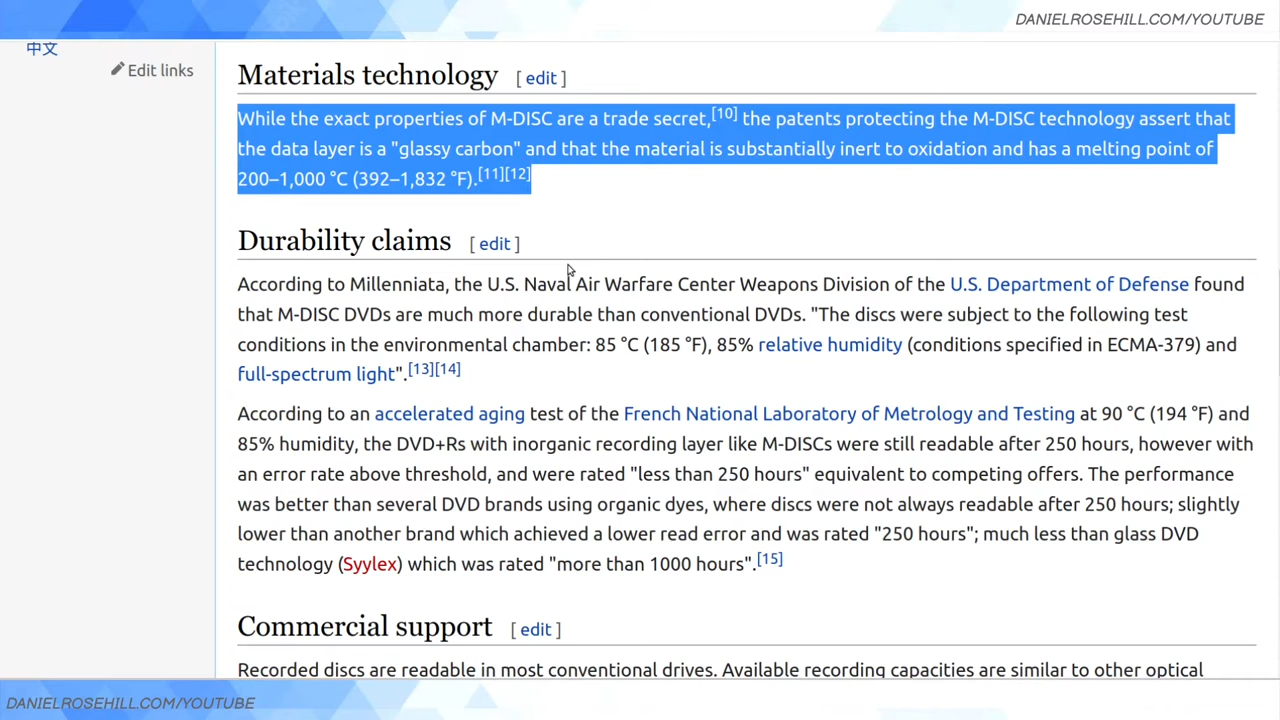 DANIELROSEHILL.COM/YOUTUBE
中文
Edit links
Materials technology [ edit ]
While the exact properties of M-DISC are a trade secret,[10] the patents protecting the M-DISC technology assert that
the data layer is a "glassy carbon" and that the material is substantially inert to oxidation and has a melting point of
200–1,000 °C (392–1,832 °F).[11][12]
Durability claims [ edit ]
According to Millenniata, the U.S. Naval Air Warfare Center Weapons Division of the U.S. Department of Defense found
that M-DISC DVDs are much more durable than conventional DVDs. "The discs were subject to the following test
conditions in the environmental chamber: 85 °C (185 °F), 85% relative humidity (conditions specified in ECMA-379) and
full-spectrum light".[13][14]
According to an accelerated aging test of the French National Laboratory of Metrology and Testing at 90 °C (194 °F) and
85% humidity, the DVD+Rs with inorganic recording layer like M-DISCs were still readable after 250 hours, however with
an error rate above threshold, and were rated "less than 250 hours" equivalent to competing offers. The performance
was better than several DVD brands using organic dyes, where discs were not always readable after 250 hours; slightly
lower than another brand which achieved a lower read error and was rated "250 hours"; much less than glass DVD
technology (Syylex) which was rated "more than 1000 hours".[15]
Commercial support [ edit ]
Recorded discs are readable in most conventional drives. Available recording capacities are similar to other optical
DANIELROSEHILL.COM/YOUTUBE